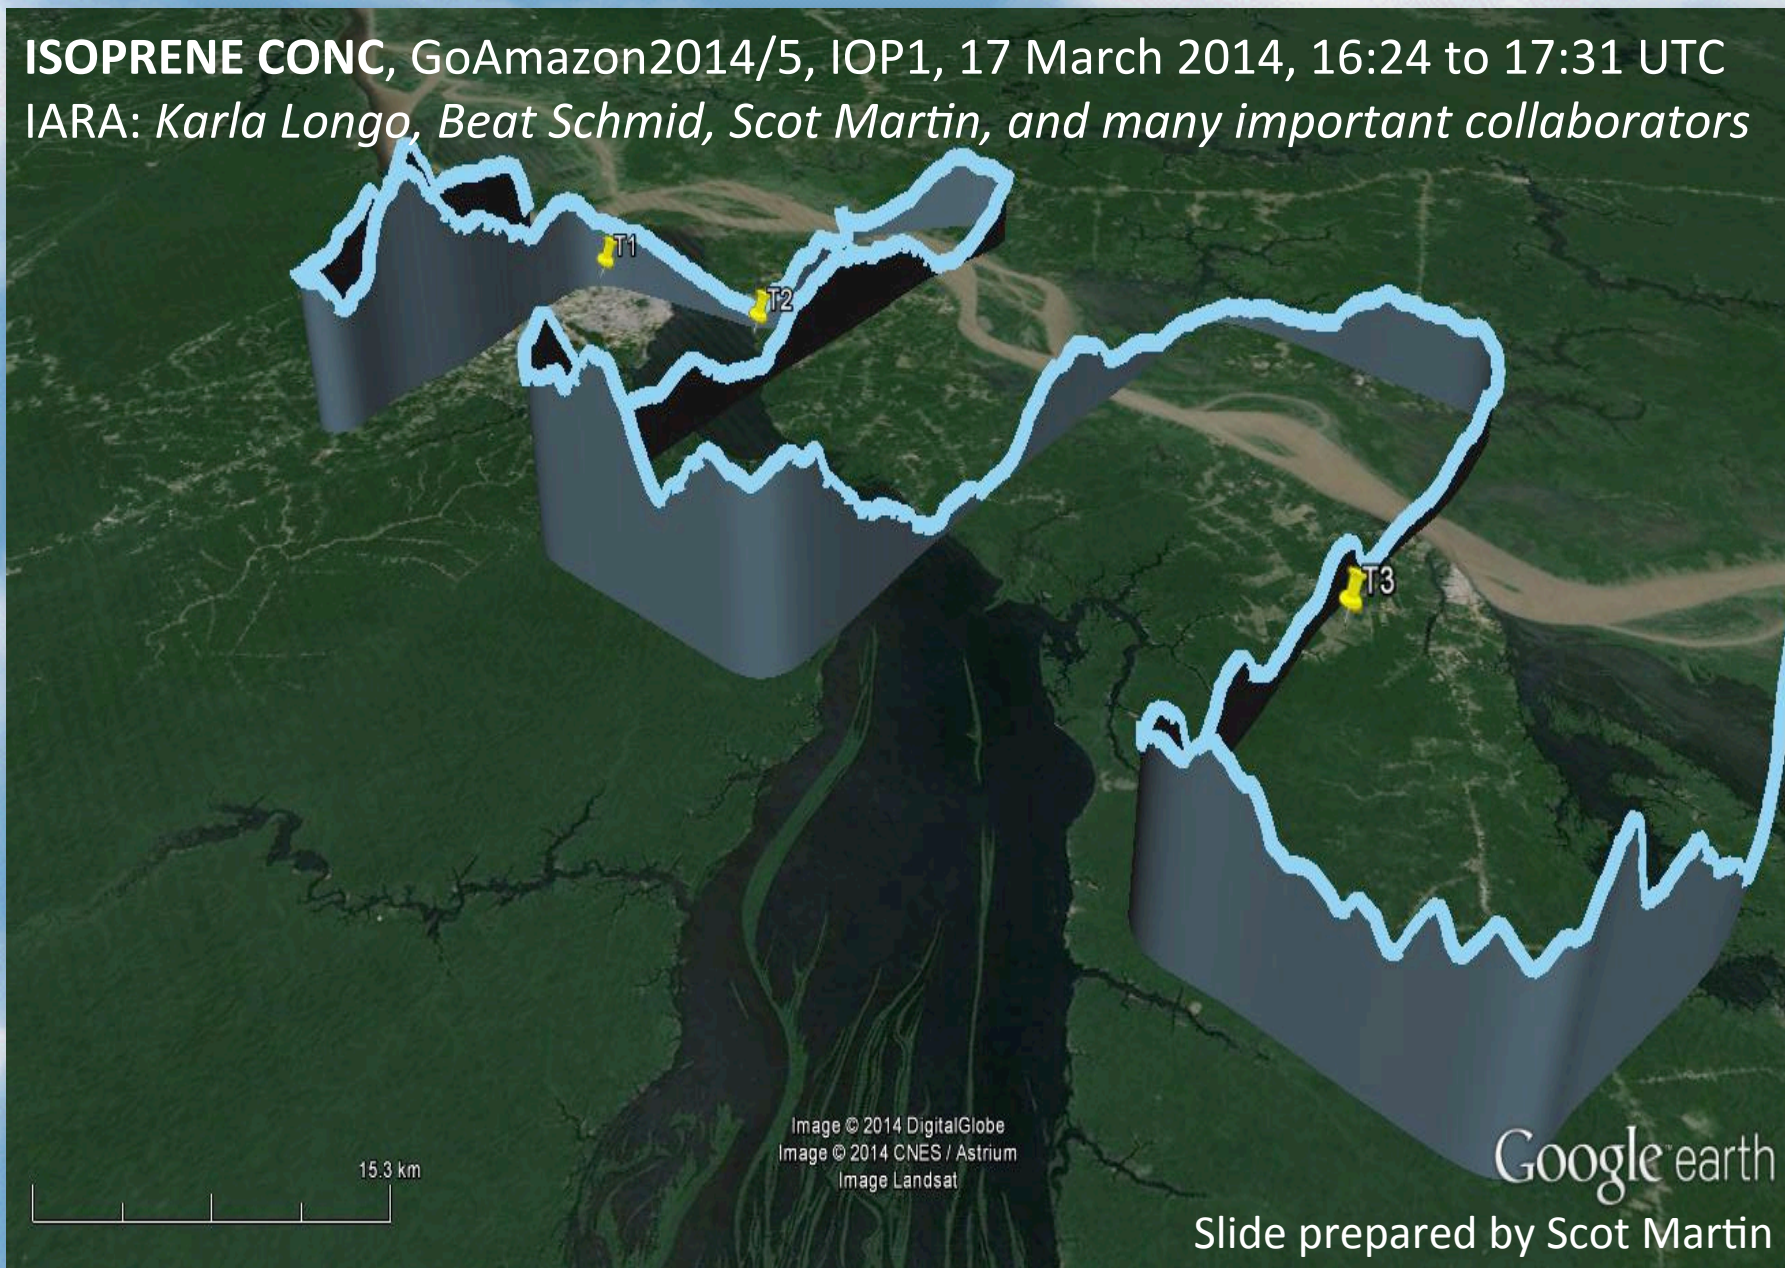 ISOPRENE CONC, GoAmazon2014/5, IOP1, 17 March 2014, 16:24 to 17:31 UTC
IARA: Karla Longo, Beat Schmid, Scot Martin, and many important collaborators
T1
T2
T3
Image © 2014 DigitalGlobe
Image © 2014 CNES / Astrium
Image Landsat
15.3 km
Google earth
Slide prepared by Scot Martin